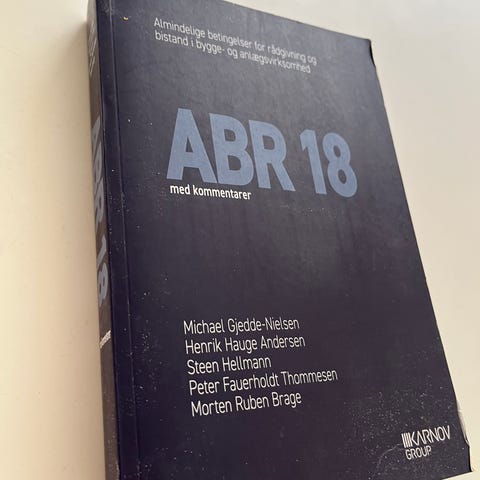 Almindelige betingelser for rådgivning og
bistand i bygge- og anlægsvirksomhed
ABR 18
med kommentarer
Michael Gjedde-Nielsen
Henrik Hauge Andersen
Steen Hellmann
Peter Fauerholdt Thommesen
Morten Ruben Brage
KARNOV
GROUP
ABR 18